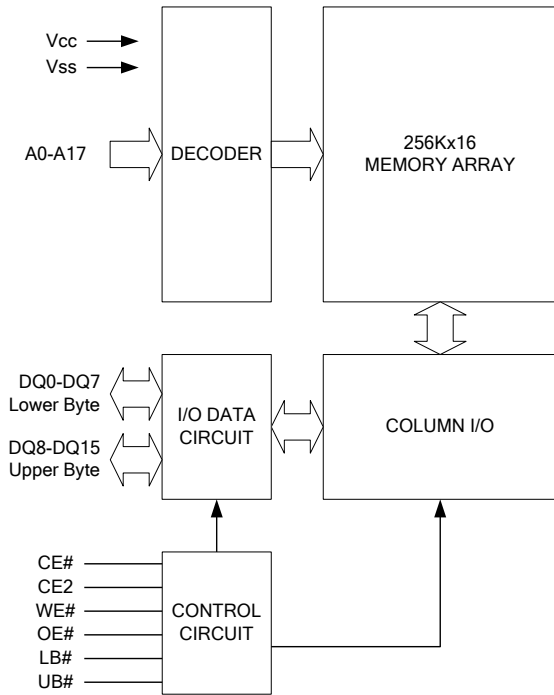 Vcc
Vss
A0-A17
DECODER
256Kx16
MEMORY ARRAY
DQ0-DQ7
Lower Byte
DQ8-DQ15
Upper Byte
I/O DATA
CIRCUIT
COLUMN I/O
CE#
CE2
WE#
OE#
LB#
UB#
CONTROL
CIRCUIT